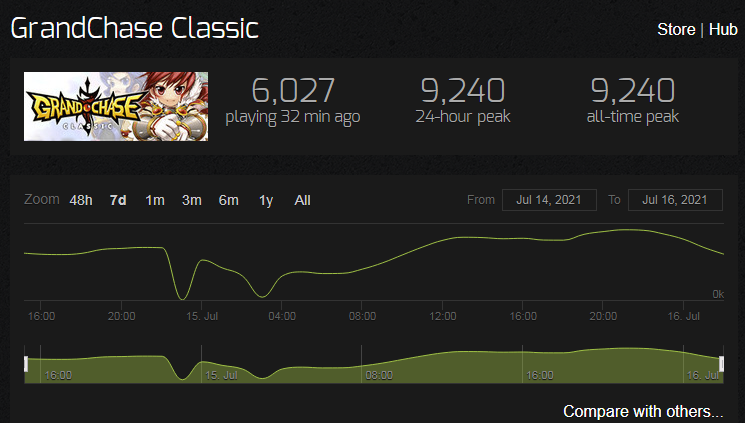 GrandChase Classic
Store | Hub
GRAND CHASE
CLASSIC
6,027
playing 32 min ago
9,240
24-hour peak
9,240
all-time peak
Zoom 48h 7d 1m 3m 6m 1y All
From Jul 14, 2021 To Jul 16, 2021
0k
16:00 20:00 15. Jul 04:00 08:00 12:00 16:00 20:00 16. Jul
16:00 15. Jul 08:00 16:00 16. Jul
Compare with others...